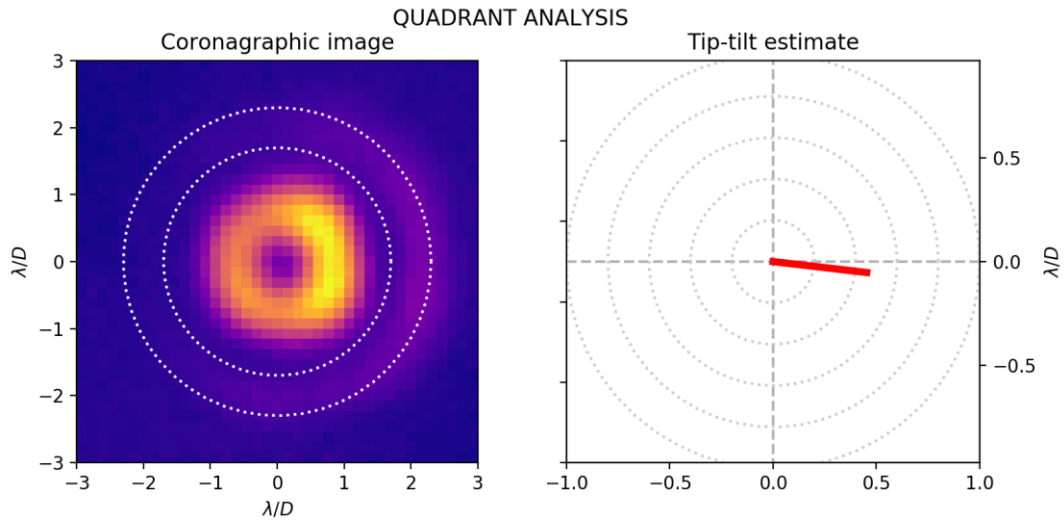 QUADRANT ANALYSIS
Coronagraphic image
Tip-tilt estimate
3
2
1
0
−1
−2
−3
λ/D
−3 −2 −1 0 1 2 3
λ/D
0.5
0.0
−0.5
λ/D
−1.0 −0.5 0.0 0.5 1.0